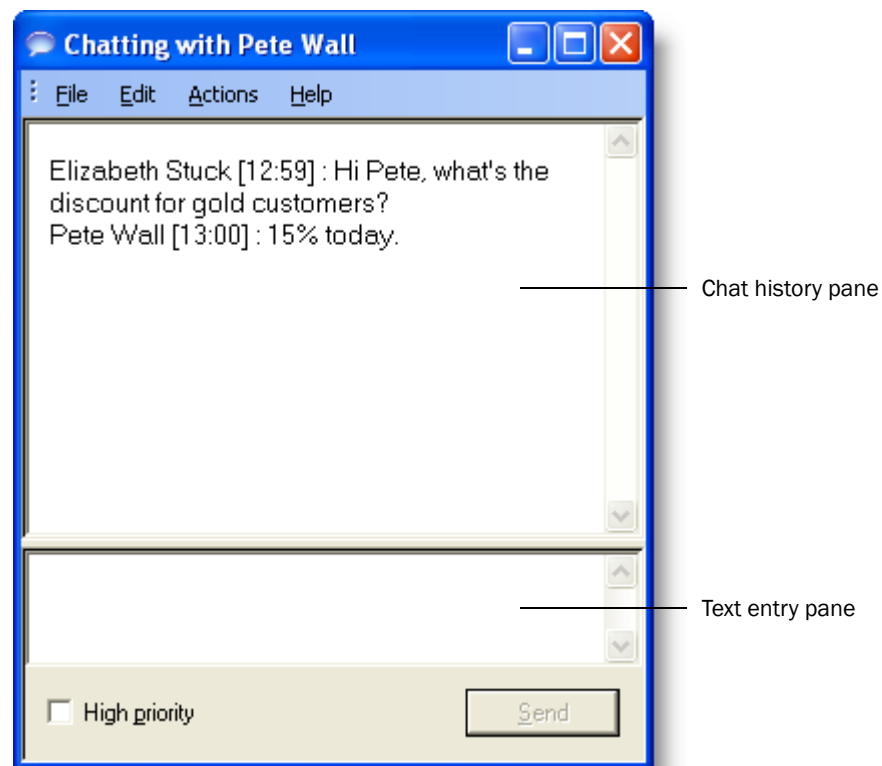 Chatting with Pete Wall
File Edit Actions Help
Elizabeth Stuck [12:59] : Hi Pete, what's the
discount for gold customers?
Pete Wall [13:00] : 15% today.
Chat history pane
Text entry pane
High priority
Send